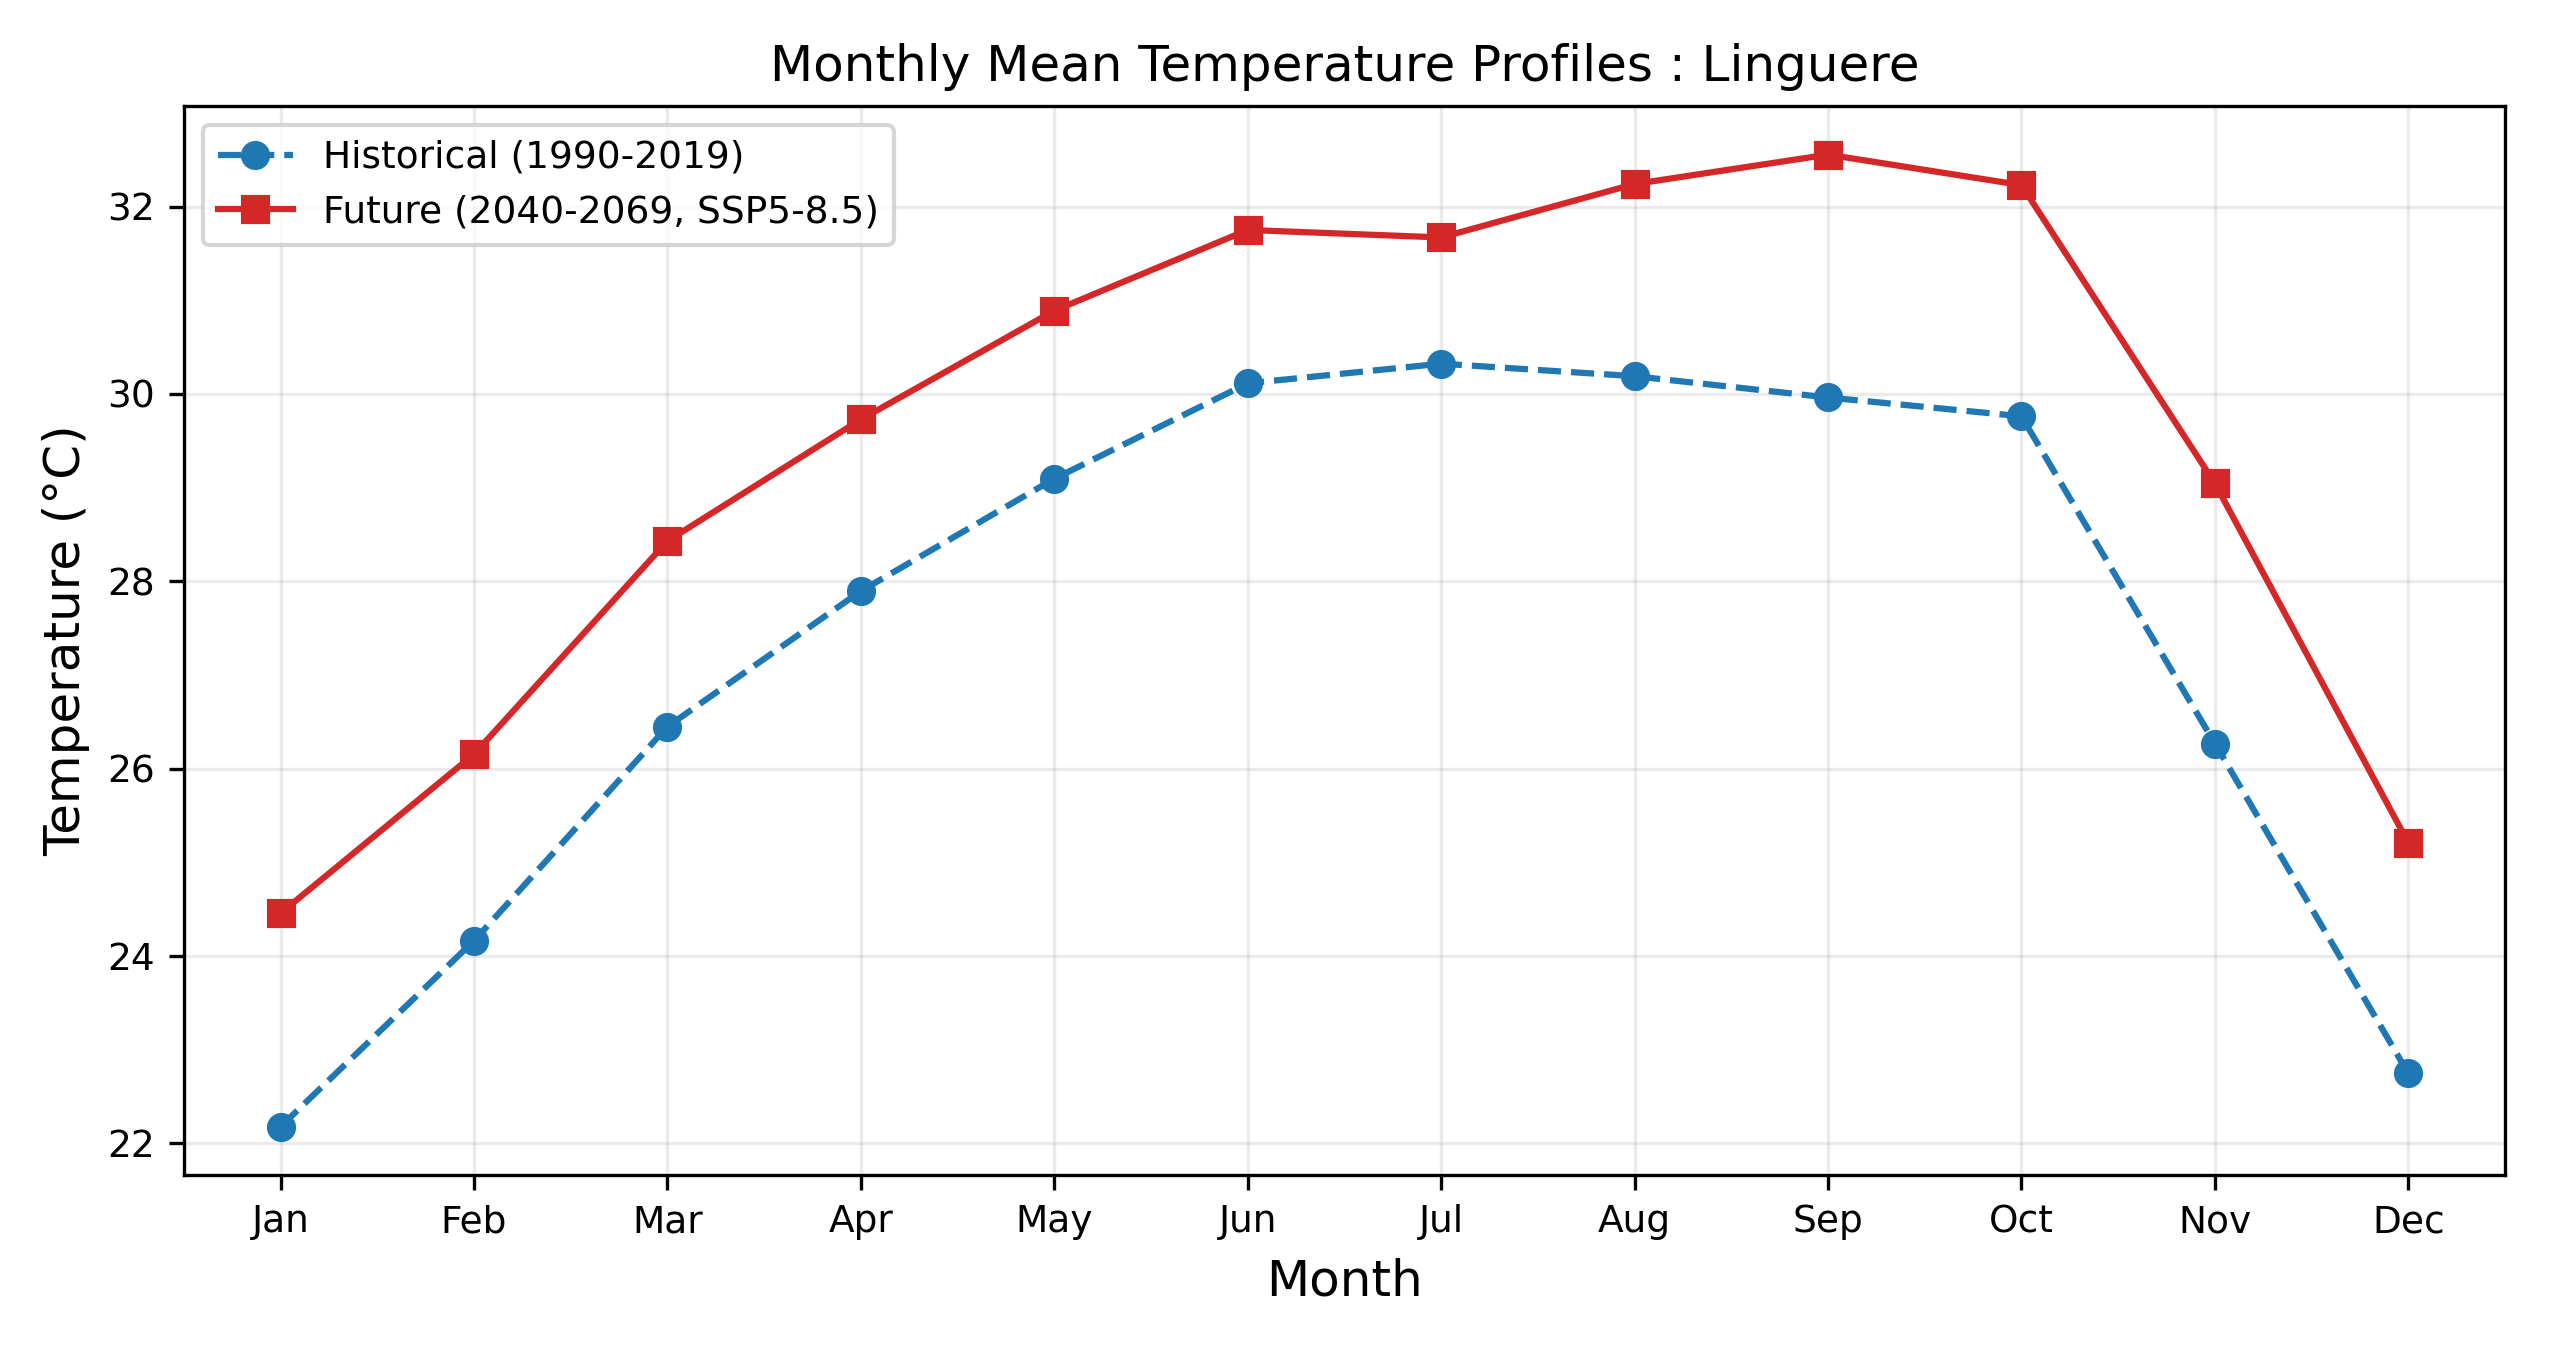 Monthly Mean Temperature Profiles : Linguere
Historical (1990-2019)
Future (2040-2069, SSP5-8.5)
Temperature (°C)
32
30
28
26
24
22
Jan Feb Mar Apr May Jun Jul Aug Sep Oct Nov Dec
Month